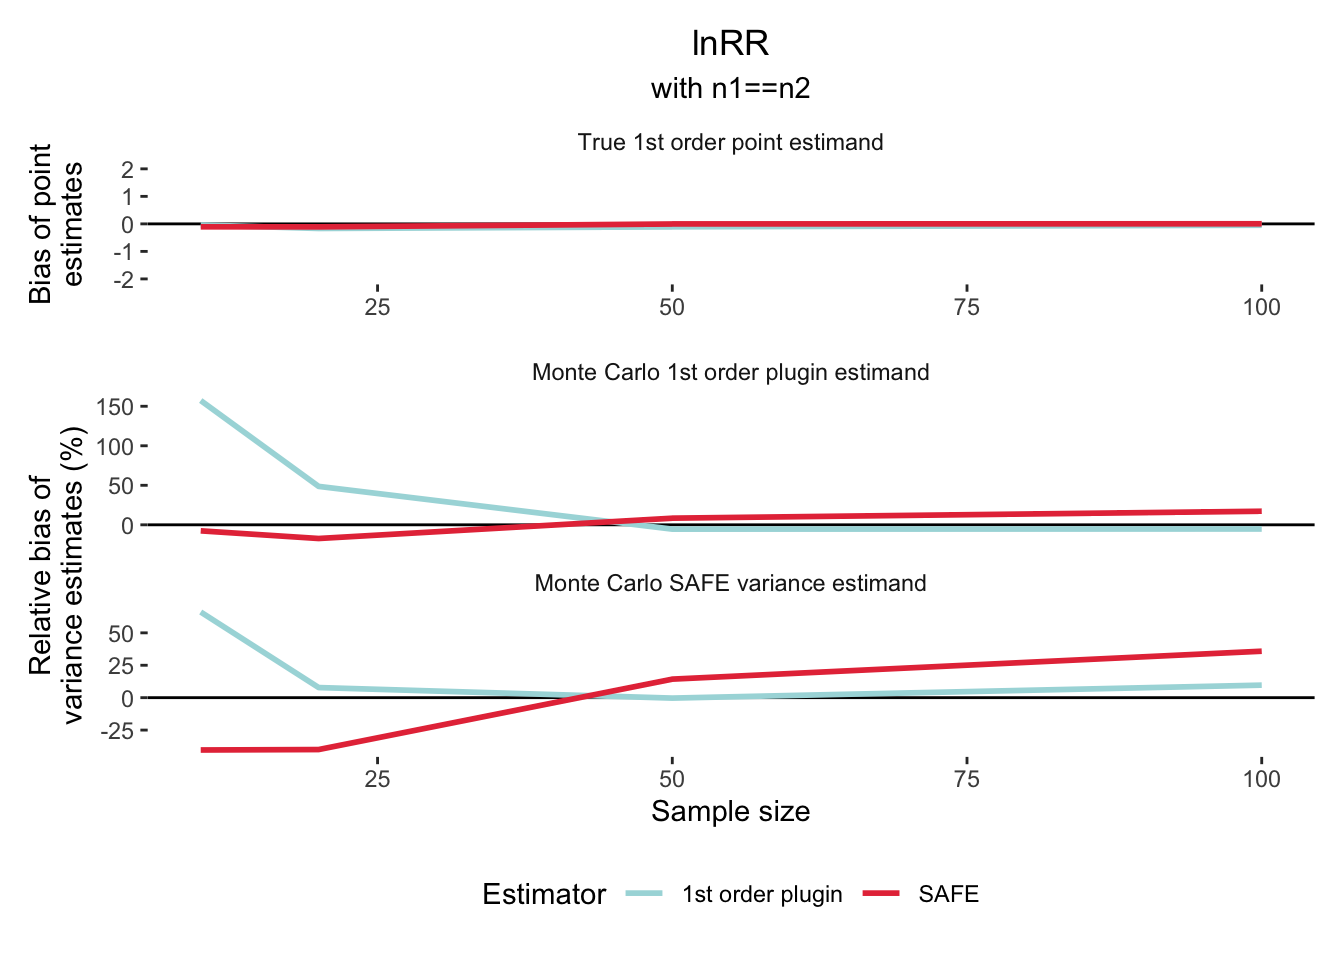 lnRR
with n1==n2
True 1st order point estimand
Bias of point
estimates
2
1
0
-1
-2
25 50 75 100
Monte Carlo 1st order plugin estimand
Relative bias of
variance estimates (%)
150
100
50
0
Monte Carlo SAFE variance estimand
50
25
0
-25
25 50 75 100
Sample size
Estimator 1st order plugin SAFE